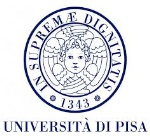 IN SUPREMÆ DIGNITATIS
· 1343 ·
UNIVERSITÀ DI PISA